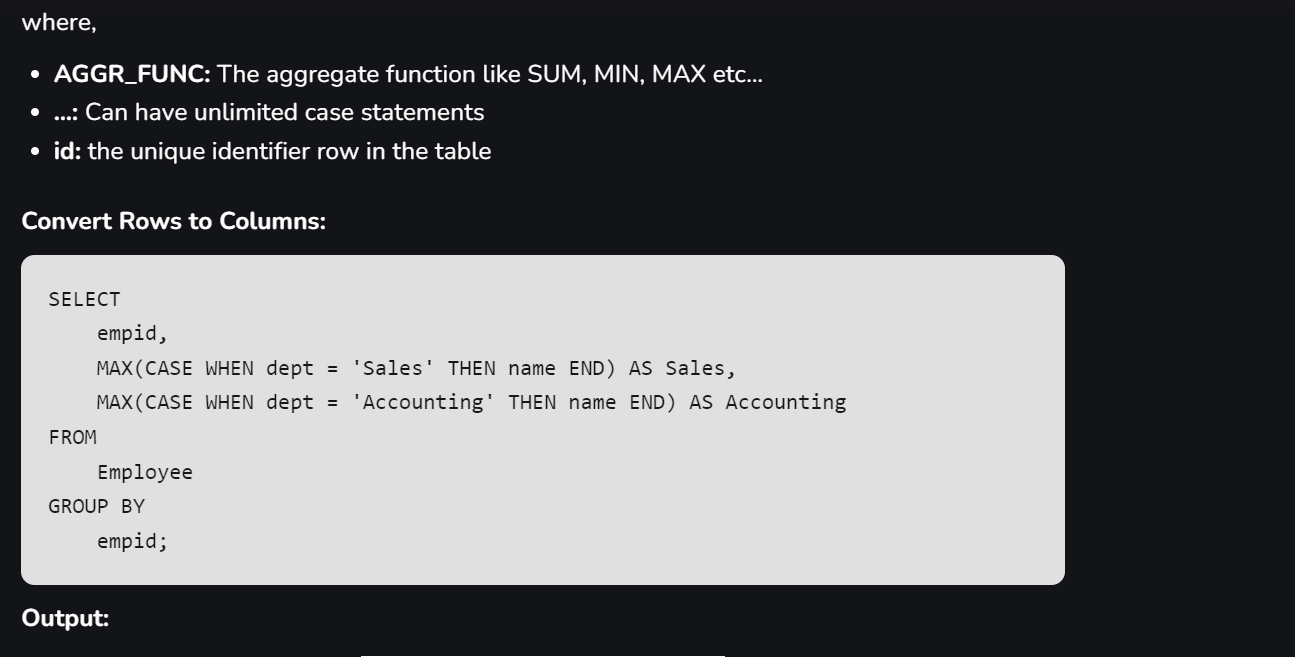 where,
AGGR_FUNC: The aggregate function like SUM, MIN, MAX etc...
...: Can have unlimited case statements
id: the unique identifier row in the table
Convert Rows to Columns:
SELECT
    empid,
    MAX(CASE WHEN dept = 'Sales' THEN name END) AS Sales,
    MAX(CASE WHEN dept = 'Accounting' THEN name END) AS Accounting
FROM
    Employee
GROUP BY
    empid;
Output: